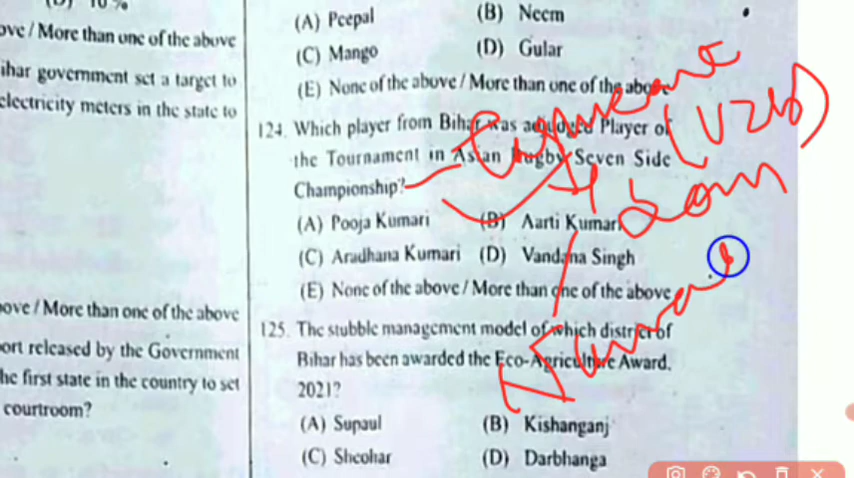 ove / More than one of the above
ihar government set a target to
electricity meters in the state to
ove / More than one of the above
ort released by the Government
he first state in the country to set
courtroom?
(A) Peepal
(B) Neem
(C) Mango
(D) Gular
(E) None of the above / More than one of the above
124. Which player from Bihar was adjudged Player of
the Tournament in Asian Rugby Seven Side
Championship?
(A) Pooja Kumari
(B) Aarti Kumari
(C) Aradhana Kumari (D) Vandana Singh
(E) None of the above / More than one of the above
125. The stubble management model of which district of
Bihar has been awarded the Eco-Agriculture Award,
2021?
(A) Supaul
(B) Kishanganj
(C) Sheohar
(D) Darbhanga